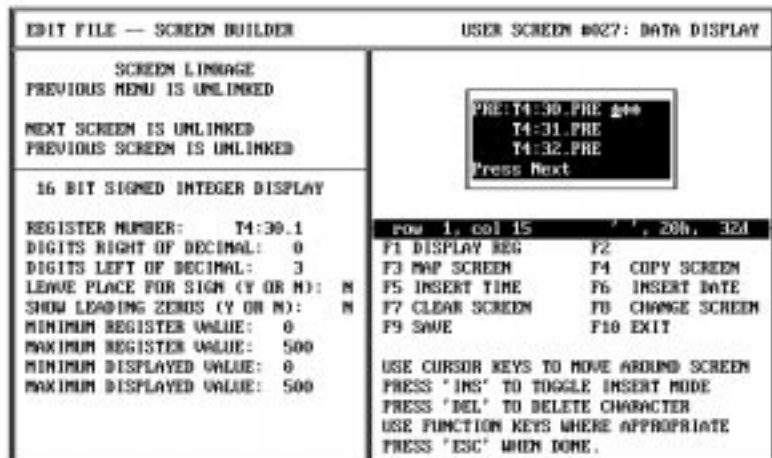 EDIT FILE -- SCREEN BUILDER
USER SCREEN #027: DATA DISPLAY
SCREEN LINKAGE
PREVIOUS MENU IS UNLINKED
NEXT SCREEN IS UNLINKED
PREVIOUS SCREEN IS UNLINKED
16 BIT SIGNED INTEGER DISPLAY
REGISTER NUMBER: T4:30.1
DIGITS RIGHT OF DECIMAL: 0
DIGITS LEFT OF DECIMAL: 3
LEAVE PLACE FOR SIGN (Y OR N): N
SHOW LEADING ZEROS (Y OR N): N
MINIMUM REGISTER VALUE: 0
MAXIMUM REGISTER VALUE: 500
MINIMUM DISPLAYED VALUE: 0
MAXIMUM DISPLAYED VALUE: 500
PRE:T4:30.PRE ***
T4:31.PRE
T4:32.PRE
Press Next
row 1, col 15 ' ', 20h, 32d
F1 DISPLAY REG F2
F3 MAP SCREEN F4 COPY SCREEN
F5 INSERT TIME F6 INSERT DATE
F7 CLEAR SCREEN F8 CHANGE SCREEN
F9 SAVE F10 EXIT
USE CURSOR KEYS TO MOVE AROUND SCREEN
PRESS 'INS' TO TOGGLE INSERT MODE
PRESS 'DEL' TO DELETE CHARACTER
USE FUNCTION KEYS WHERE APPROPRIATE
PRESS 'ESC' WHEN DONE.